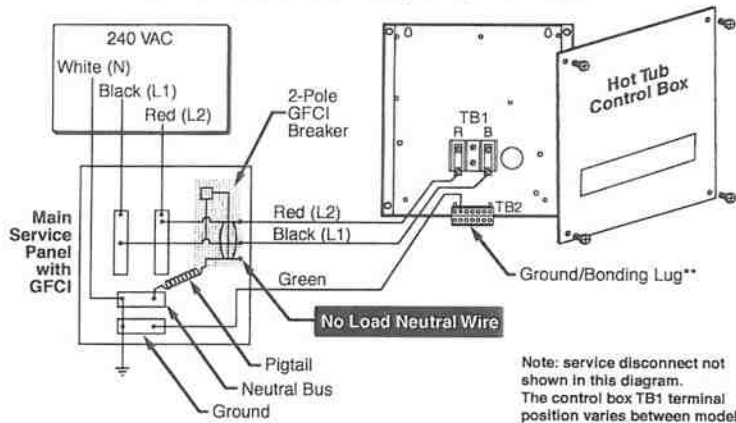 240 VAC
White (N)
Black (L1)
Red (L2)
2-Pole
GFCI
Breaker
Main
Service
Panel
with
GFCI
Red (L2)
Black (L1)
Green
No Load Neutral Wire
Pigtail
Neutral Bus
Ground
O
O
TB1
R B
TB2
Ground/Bonding Lug**
Hot Tub
Control Box
Note: service disconnect not
shown in this diagram.
The control box TB1 terminal
position varies between model